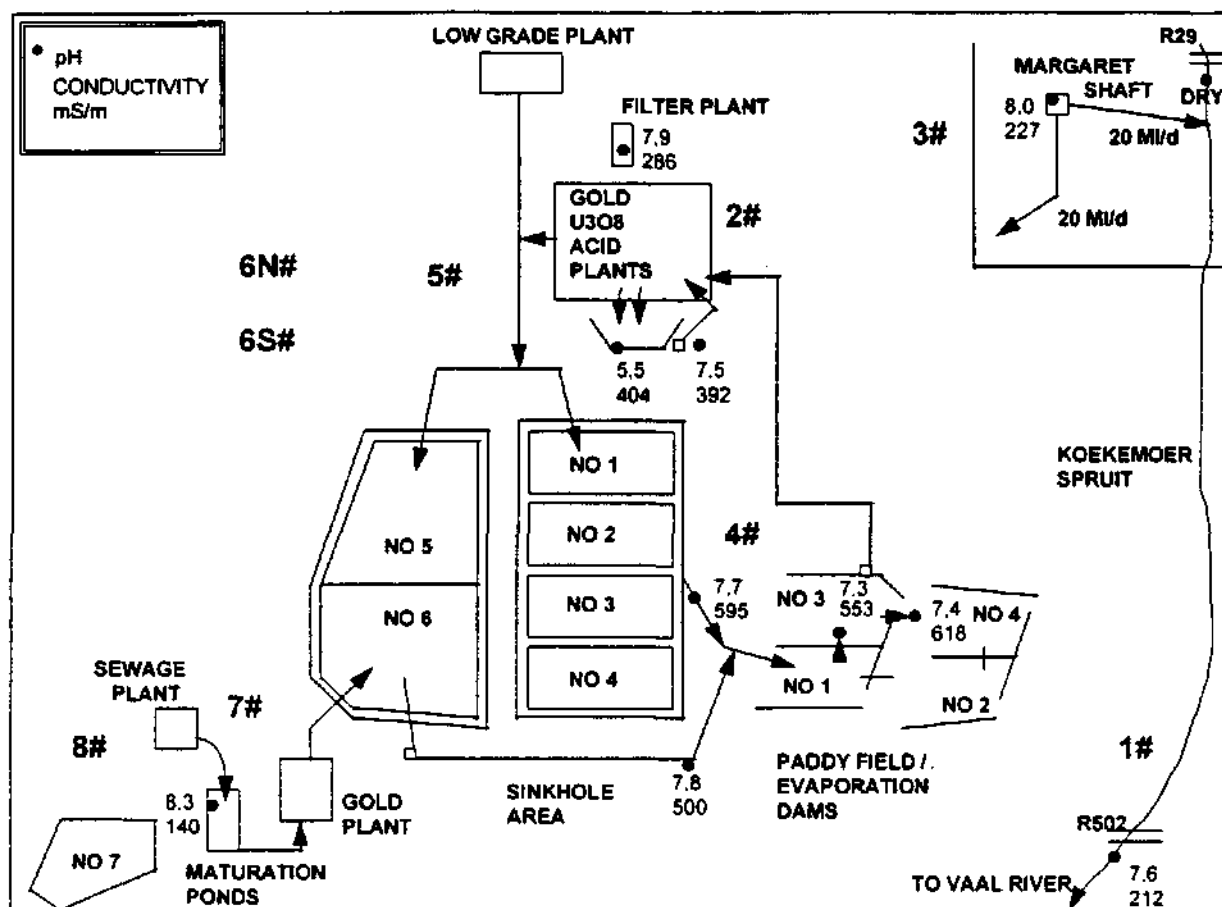 pH
CONDUCTIVITY
mS/m
LOW GRADE PLANT
R29
MARGARET
SHAFT
DRY
8,0
227
20 Ml/d
20 Ml/d
3#
FILTER PLANT
7,9
286
GOLD
U3O8
ACID
PLANTS
2#
6N#
5#
6S#
5,5
404
7.5
392
NO 1
NO 2
NO 3
NO 4
NO 5
NO 6
KOEKEMOER
SPRUIT
4#
7,7
595
NO 3
7,3
553
7,4
618
NO 4
NO 1
NO 2
SEWAGE
PLANT
7#
8#
8.3
140
GOLD
PLANT
NO 7
MATURATION
PONDS
SINKHOLE
AREA
7,8
500
PADDY FIELD /
EVAPORATION
DAMS
1#
R502
TO VAAL RIVER
7,6
212